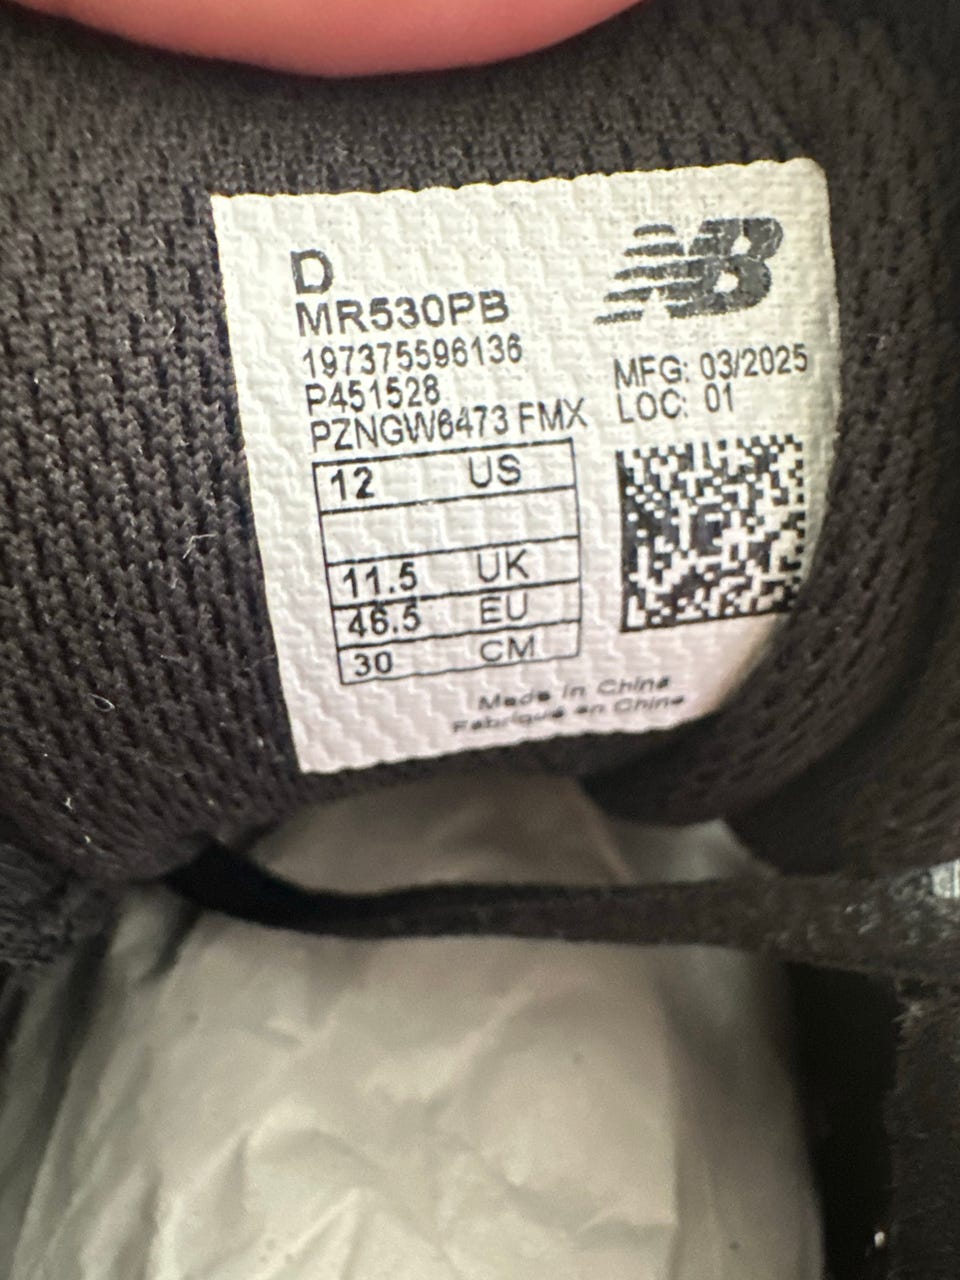 D
NB
MR530PB
197375596136
P451528
PZNGW6473 FMX
MFG: 03/2025
LOC: 01
12 US
11.5 UK
46.5 EU
30 CM
Made in China
Fabriqué en Chine